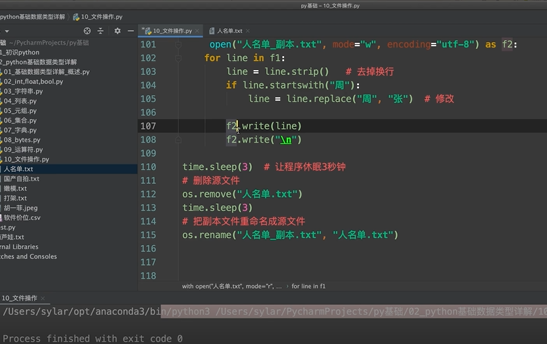 py基础 – 10_文件操作.py
python基础数据类型详解
10_文件操作.py
10_文件操作.py
人名单.txt
~/PycharmProjects/py基础
1_初识python
2_python基础数据类型详解
01_基础数据类型详解_概述.py
02_int_float_bool.py
03_字符串.py
04_列表.py
05_元组.py
06_集合.py
07_字典.py
08_bytes.py
09_运算符.py
10_文件操作.py
人名单.txt
国产自拍.txt
嫩模.txt
打架.txt
胡一菲.jpeg
软件价位.csv
est.py
葫芦娃.txt
rnal Libraries
tches and Consoles
101 open("人名单_副本.txt", mode="w", encoding="utf-8") as f2:
102 for line in f1:
103 line = line.strip() # 去掉换行
104 if line.startswith("周"):
105 line = line.replace("周", "张") # 修改
106
107 f2.write(line)
108 f2.write("\n")
109
110 time.sleep(3) # 让程序休眠3秒钟
111 # 删除源文件
112 os.remove("人名单.txt")
113 time.sleep(3)
114 # 把副本文件重命名成源文件
115 os.rename("人名单_副本.txt", "人名单.txt")
116
117
118
with open("人名单.txt", mode="r", ... › for line in f1
10_文件操作
/Users/sylar/opt/anaconda3/bin/python3 /Users/sylar/PycharmProjects/py基础/02_python基础数据类型详解/1
Process finished with exit code 0